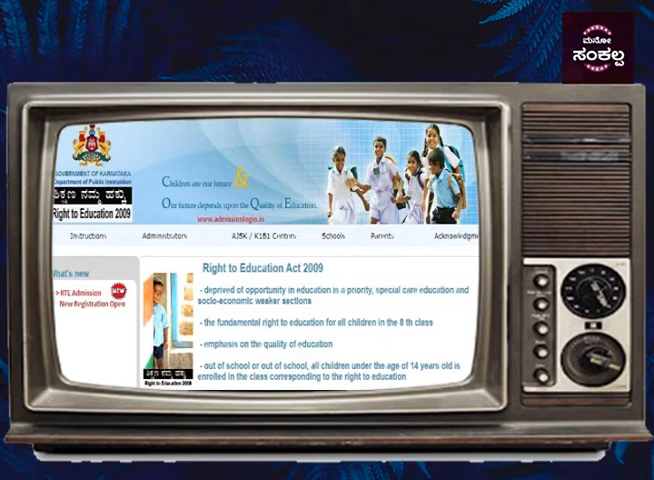 ಮನೋ
ಸಂಕಲ್ಪ
GOVERNMENT OF KARNATAKA
Department of Public Instruction
ಶಿಕ್ಷಣ ನಮ್ಮ ಹಕ್ಕು
Right to Education 2009
Children are our future &
Our future depends upon the Quality of Education.
www.admissionlogin.in
Instructions Administrators AJSK / K1B1 Centres Schools Parents Acknowledgme
What's new
> RTE Admission NEW
New Registration Open
Right to Education Act 2009
- deprived of opportunity in education is a priority, special care education and
socio-economic weaker sections
- the fundamental right to education for all children in the 8 th class
- emphasis on the quality of education
- out of school or out of school, all children under the age of 14 years old is
enrolled in the class corresponding to the right to education
ಶಿಕ್ಷಣ ನಮ್ಮ ಹಕ್ಕು
Right to Education 2009